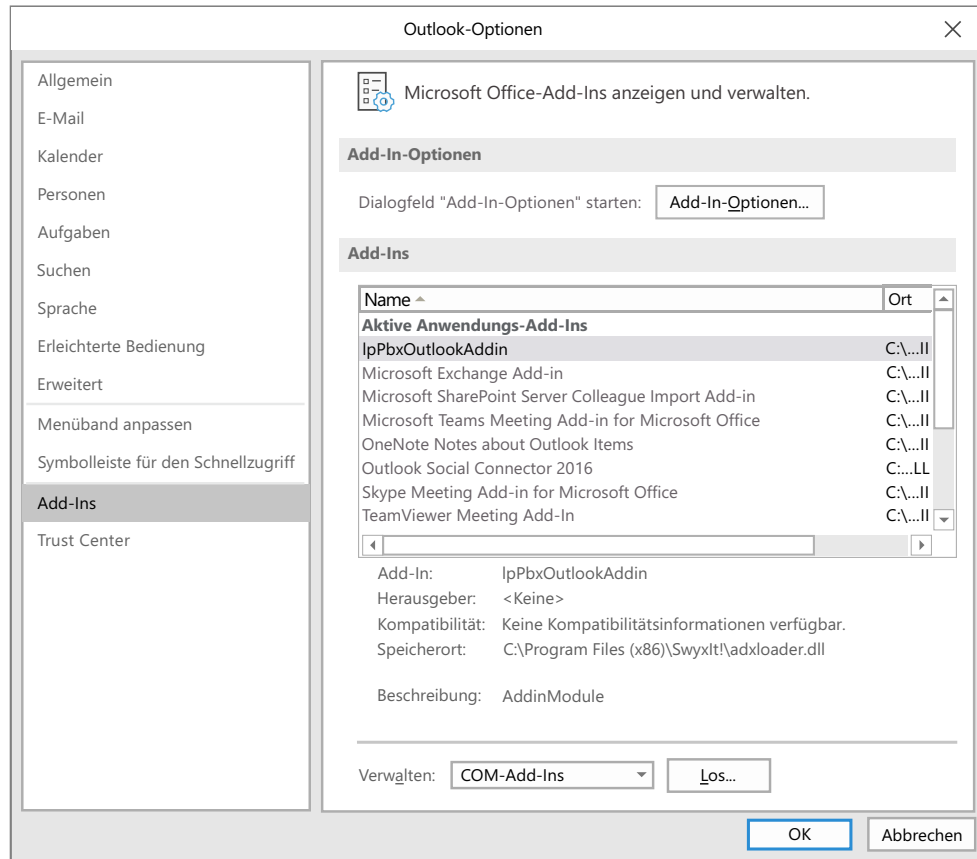 Outlook-Optionen
Allgemein
E-Mail
Kalender
Personen
Aufgaben
Suchen
Sprache
Erleichterte Bedienung
Erweitert
Menüband anpassen
Symbolleiste für den Schnellzugriff
Add-Ins
Trust Center
Microsoft Office-Add-Ins anzeigen und verwalten.
Add-In-Optionen
Dialogfeld "Add-In-Optionen" starten: Add-In-Optionen...
Add-Ins
Name Ort
Aktive Anwendungs-Add-Ins
IpPbxOutlookAddin C:\...ll
Microsoft Exchange Add-in C:\...ll
Microsoft SharePoint Server Colleague Import Add-in C:\...ll
Microsoft Teams Meeting Add-in for Microsoft Office C:\...ll
OneNote Notes about Outlook Items C:\...ll
Outlook Social Connector 2016 C:...LL
Skype Meeting Add-in for Microsoft Office C:\...ll
TeamViewer Meeting Add-In C:\...ll
Add-In: IpPbxOutlookAddin
Herausgeber: <Keine>
Kompatibilität: Keine Kompatibilitätsinformationen verfügbar.
Speicherort: C:\Program Files (x86)\SwyxIt!\adxloader.dll
Beschreibung: AddinModule
Verwalten: COM-Add-Ins Los...
OK Abbrechen